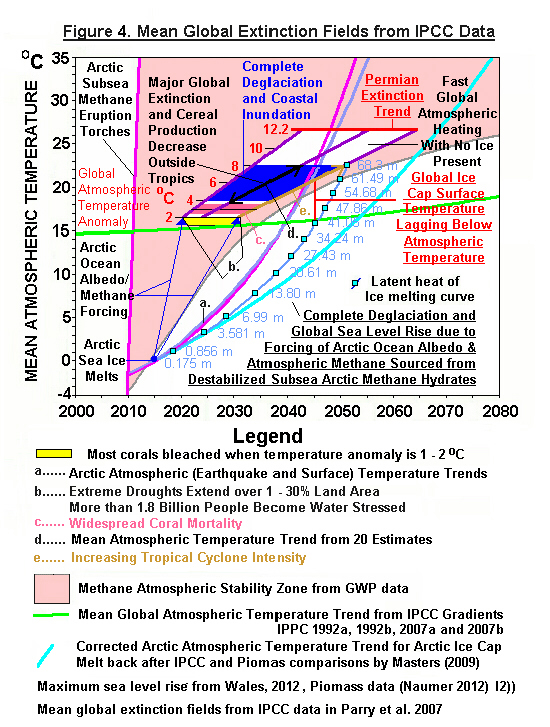 Figure 4. Mean Global Extinction Fields from IPCC Data
°C
MEAN ATMOSPHERIC TEMPERATURE
35
30
25
20
15
10
5
0
-4
Arctic
Subsea
Methane
Eruption
Torches
Global
Atmospheric
Temperature
Anomaly
°C
Major Global
Extinction
and Cereal
Production
Decrease
Outside
Tropics
Complete
Deglaciation
and Coastal
Inundation
Permian
Extinction
Trend
Fast
Global
Atmospheric
Heating
With No Ice
Present
12.2
10
8
6
4
2
Global Ice
Cap Surface
Temperature
Lagging Below
Atmospheric
Temperature
Arctic
Ocean
Albedo/
Methane
Forcing
Arctic
Sea Ice
Melts
a.
b.
c.
d.
e.
68.3 m
61.49 m
54.68 m
47.86 m
41.05 m
34.24 m
27.43 m
20.61 m
13.80 m
6.99 m
3.581 m
0.856 m
0.175 m
Latent heat of
Ice melting curve
Complete Deglaciation and
Global Sea Level Rise due to
Forcing of Arctic Ocean Albedo &
Atmospheric Methane Sourced from
Destabilized Subsea Arctic Methane Hydrates
2000 2010 2020 2030 2040 2050 2060 2070 2080
Legend
Most corals bleached when temperature anomaly is 1 - 2 °C
a...... Arctic Atmospheric (Earthquake and Surface) Temperature Trends
b...... Extreme Droughts Extend over 1 - 30% Land Area
More than 1.8 Billion People Become Water Stressed
c...... Widespread Coral Mortality
d...... Mean Atmospheric Temperature Trend from 20 Estimates
e...... Increasing Tropical Cyclone Intensity
Methane Atmospheric Stability Zone from GWP data
Mean Global Atmospheric Temperature Trend from IPCC Gradients
IPPC 1992a, 1992b, 2007a and 2007b
Corrected Arctic Atmospheric Temperature Trend for Arctic Ice Cap
Melt back after IPCC and Piomas comparisons by Masters (2009)
Maximum sea level rise from Wales, 2012 , Piomass data (Naumer 2012) I2))
Mean global extinction fields from IPCC data in Parry et al. 2007